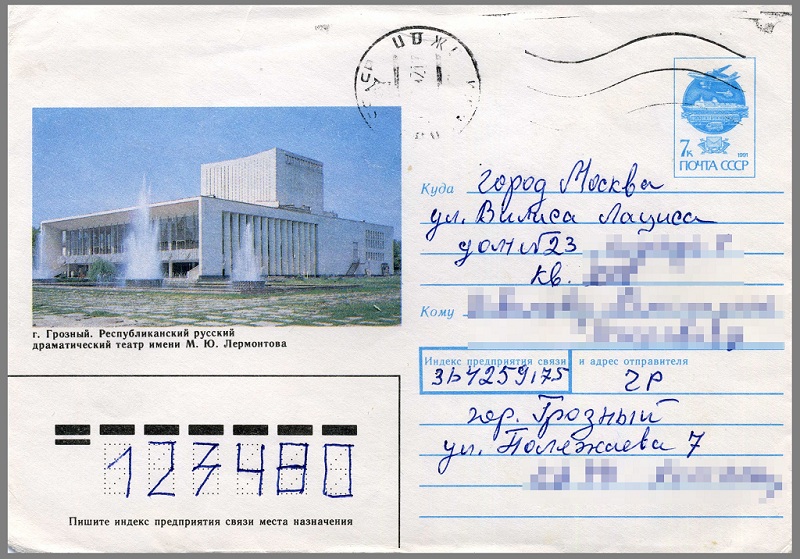 7к 1991
ПОЧТА СССР
Куда город Москва
ул. Вилиса Лациса
дом №23
кв.
Кому
г. Грозный. Республиканский русский
драматический театр имени М. Ю. Лермонтова
Индекс предприятия связи и адрес отправителя
ЧР
гор. Грозный
ул. Полежаева 7
123480
Пишите индекс предприятия связи места назначения